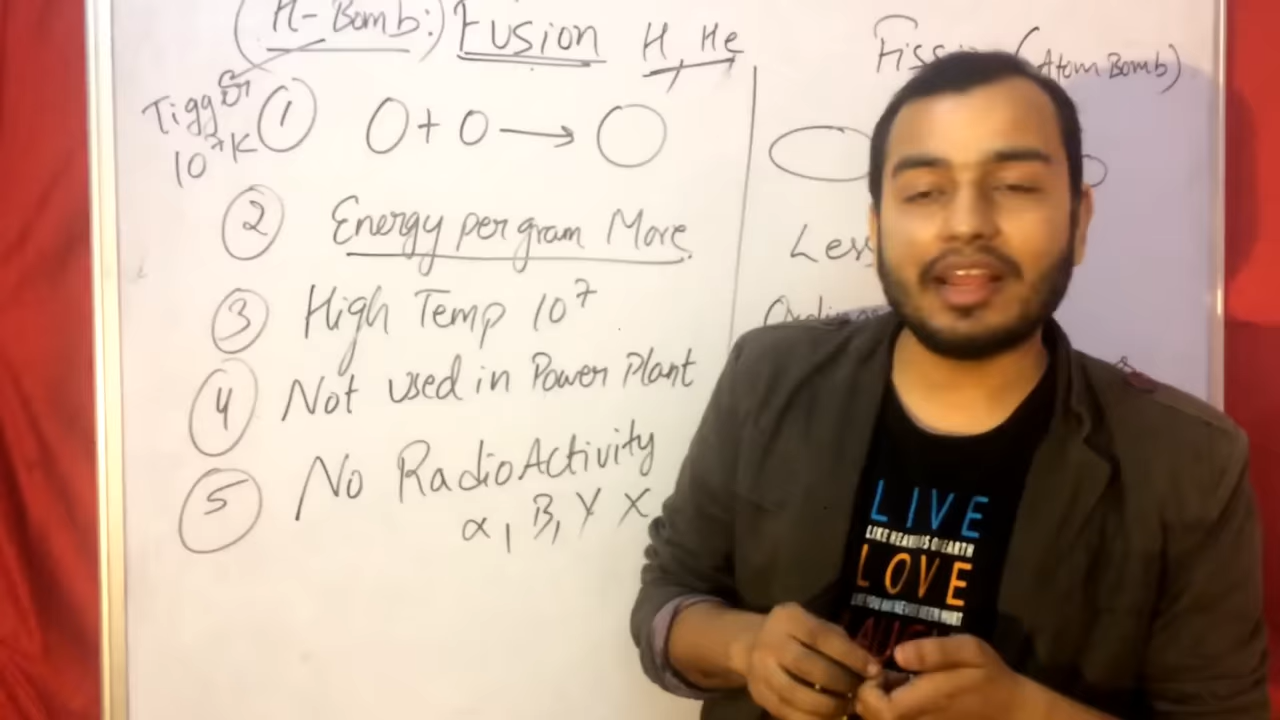 (H-Bomb:) Fusion H, He
Tigger
10⁷K
① O + O → O
② Energy per gram More
③ High Temp 10⁷
④ Not used in Power Plant
⑤ No RadioActivity
α, β, γ X
(Atom Bomb)
Less
LIVE
LOVE